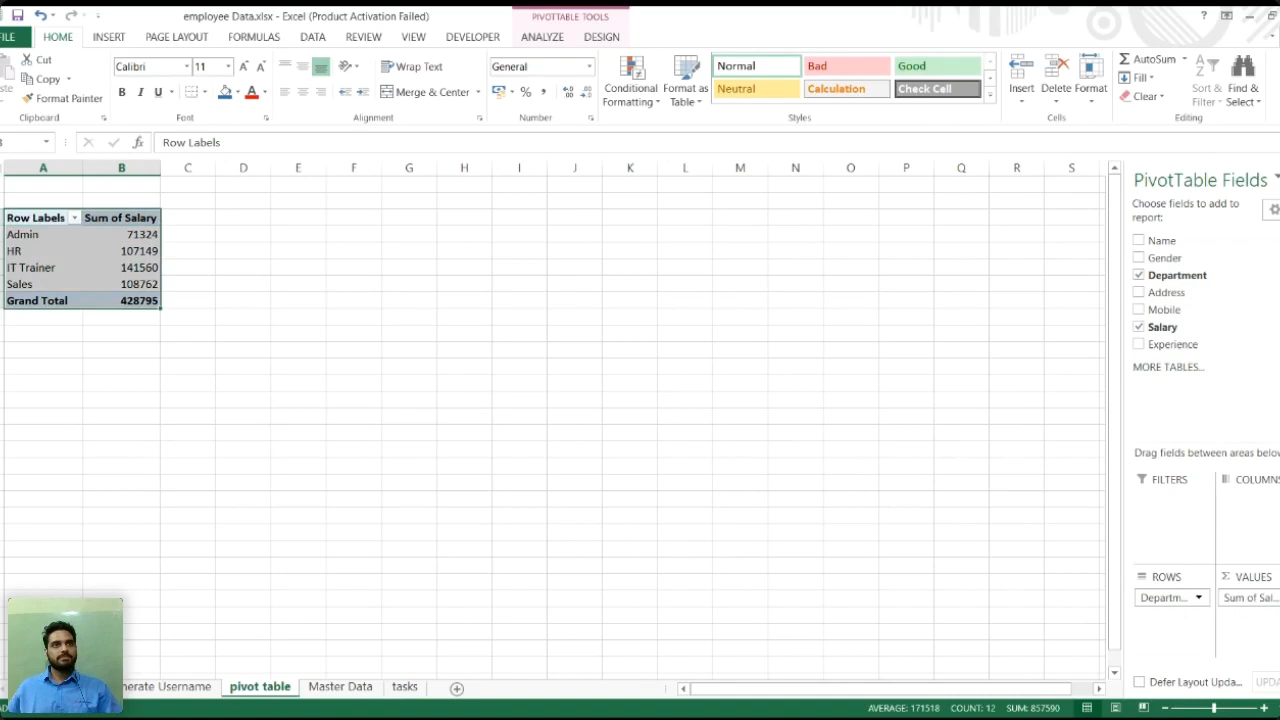 employee Data.xlsx - Excel (Product Activation Failed)
PIVOTTABLE TOOLS
?
FILE HOME INSERT PAGE LAYOUT FORMULAS DATA REVIEW VIEW DEVELOPER ANALYZE DESIGN
Cut
Copy
Format Painter
Clipboard
Calibri 11
B I U
Font
Wrap Text
Merge & Center
Alignment
General
% ,
Number
Conditional Formatting
Format as Table
Normal Bad Good
Neutral Calculation Check Cell
Styles
Insert Delete Format
Cells
AutoSum
Fill
Clear
Sort & Filter
Find & Select
Editing
fx Row Labels
A B C D E F G H I J K L M N O P Q R S
Row Labels Sum of Salary
Admin 71324
HR 107149
IT Trainer 141560
Sales 108762
Grand Total 428795
PivotTable Fields
Choose fields to add to
report:
Name
Gender
Department
Address
Mobile
Salary
Experience
MORE TABLES...
Drag fields between areas below
FILTERS COLUMNS
ROWS VALUES
Departm... Sum of Sal...
Defer Layout Upda... UPDA
nerate Username pivot table Master Data tasks
AVERAGE: 171518 COUNT: 12 SUM: 857590